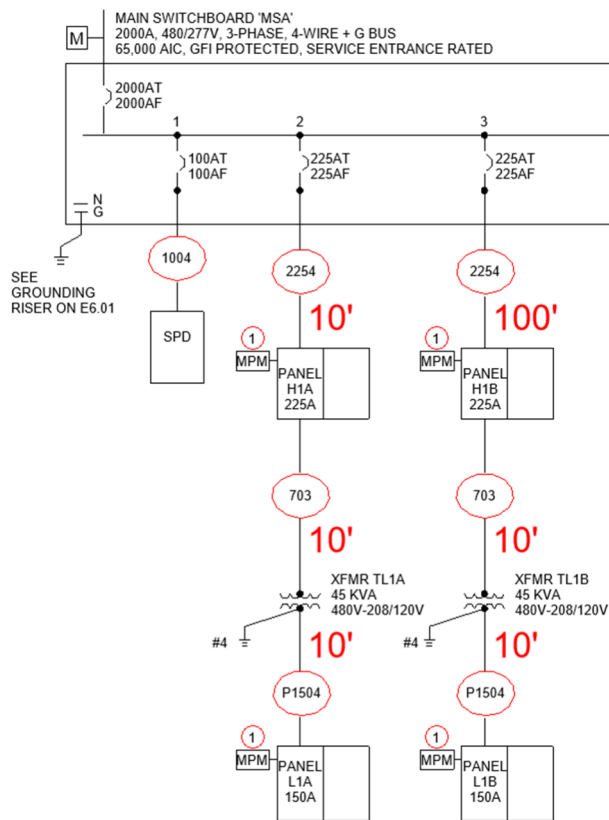 MAIN SWITCHBOARD 'MSA'
M
2000A, 480/277V, 3-PHASE, 4-WIRE + G BUS
65,000 AIC, GFI PROTECTED, SERVICE ENTRANCE RATED
2000AT
2000AF
1
2
3
100AT
100AF
225AT
225AF
225AT
225AF
N
G
SEE
GROUNDING
RISER ON E6.01
1004
2254
2254
SPD
10'
100'
1
MPM
PANEL
H1A
225A
1
MPM
PANEL
H1B
225A
703
703
10'
10'
XFMR TL1A
45 KVA
480V-208/120V
XFMR TL1B
45 KVA
480V-208/120V
#4
10'
#4
10'
P1504
P1504
1
MPM
PANEL
L1A
150A
1
MPM
PANEL
L1B
150A